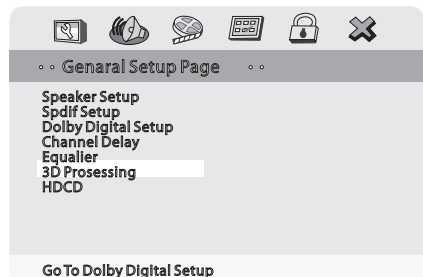 Genaral Setup Page
Speaker Setup
Spdif Setup
Dolby Digital Setup
Channel Delay
Equalier
3D Prosessing
HDCD
Go To Dolby Digital Setup